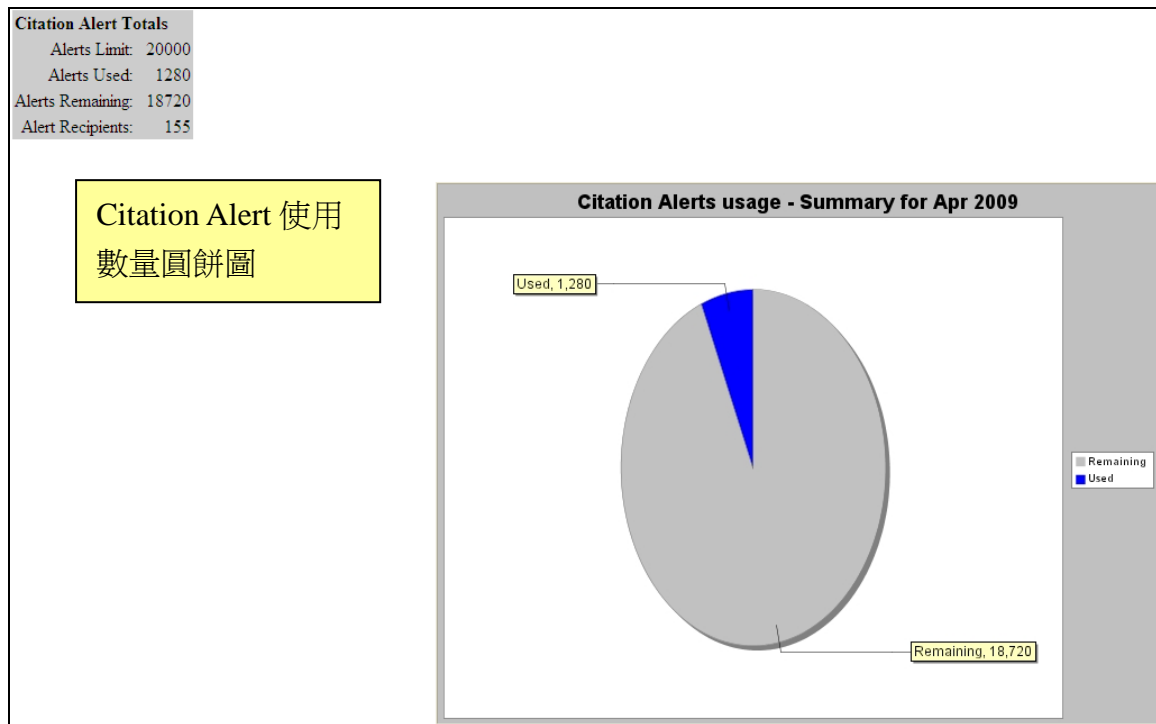 Citation Alert Totals
Alerts Limit: 20000
Alerts Used: 1280
Alerts Remaining: 18720
Alert Recipients: 155
Citation Alert 使用
數量圓餅圖
Citation Alerts usage - Summary for Apr 2009
Used, 1,280
Remaining
Used
Remaining, 18,720